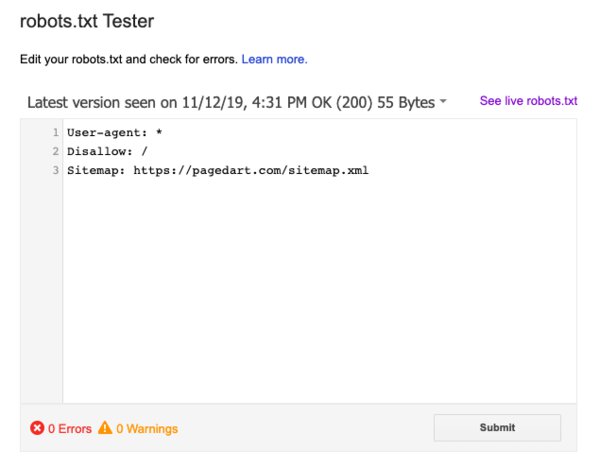 robots.txt Tester
Edit your robots.txt and check for errors. Learn more.
Latest version seen on 11/12/19, 4:31 PM OK (200) 55 Bytes
See live robots.txt
1 User-agent: *
2 Disallow: /
3 Sitemap: https://pagedart.com/sitemap.xml
0 Errors 0 Warnings
Submit